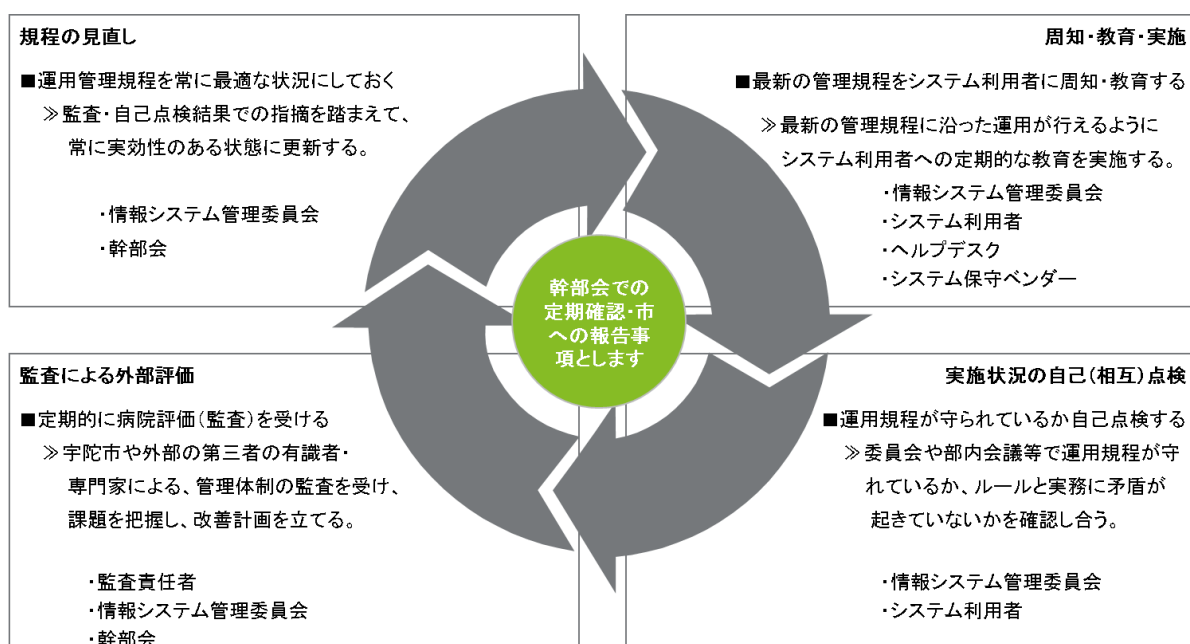 規程の見直し
■運用管理規程を常に最適な状況にしておく
≫監査・自己点検結果での指摘を踏まえて、
常に実効性のある状態に更新する。
・情報システム管理委員会
・幹部会
周知・教育・実施
■最新の管理規程をシステム利用者に周知・教育する
≫最新の管理規程に沿った運用が行えるように
システム利用者への定期的な教育を実施する。
・情報システム管理委員会
・システム利用者
・ヘルプデスク
・システム保守ベンダー
幹部会での
定期確認・市
への報告事
項とします
監査による外部評価
■定期的に病院評価(監査)を受ける
≫宇陀市や外部の第三者の有識者・
専門家による、管理体制の監査を受け、
課題を把握し、改善計画を立てる。
・監査責任者
・情報システム管理委員会
・幹部会
実施状況の自己(相互)点検
■運用規程が守られているか自己点検する
≫委員会や部内会議等で運用規程が守
れているか、ルールと実務に矛盾が
起きていないかを確認し合う。
・情報システム管理委員会
・システム利用者